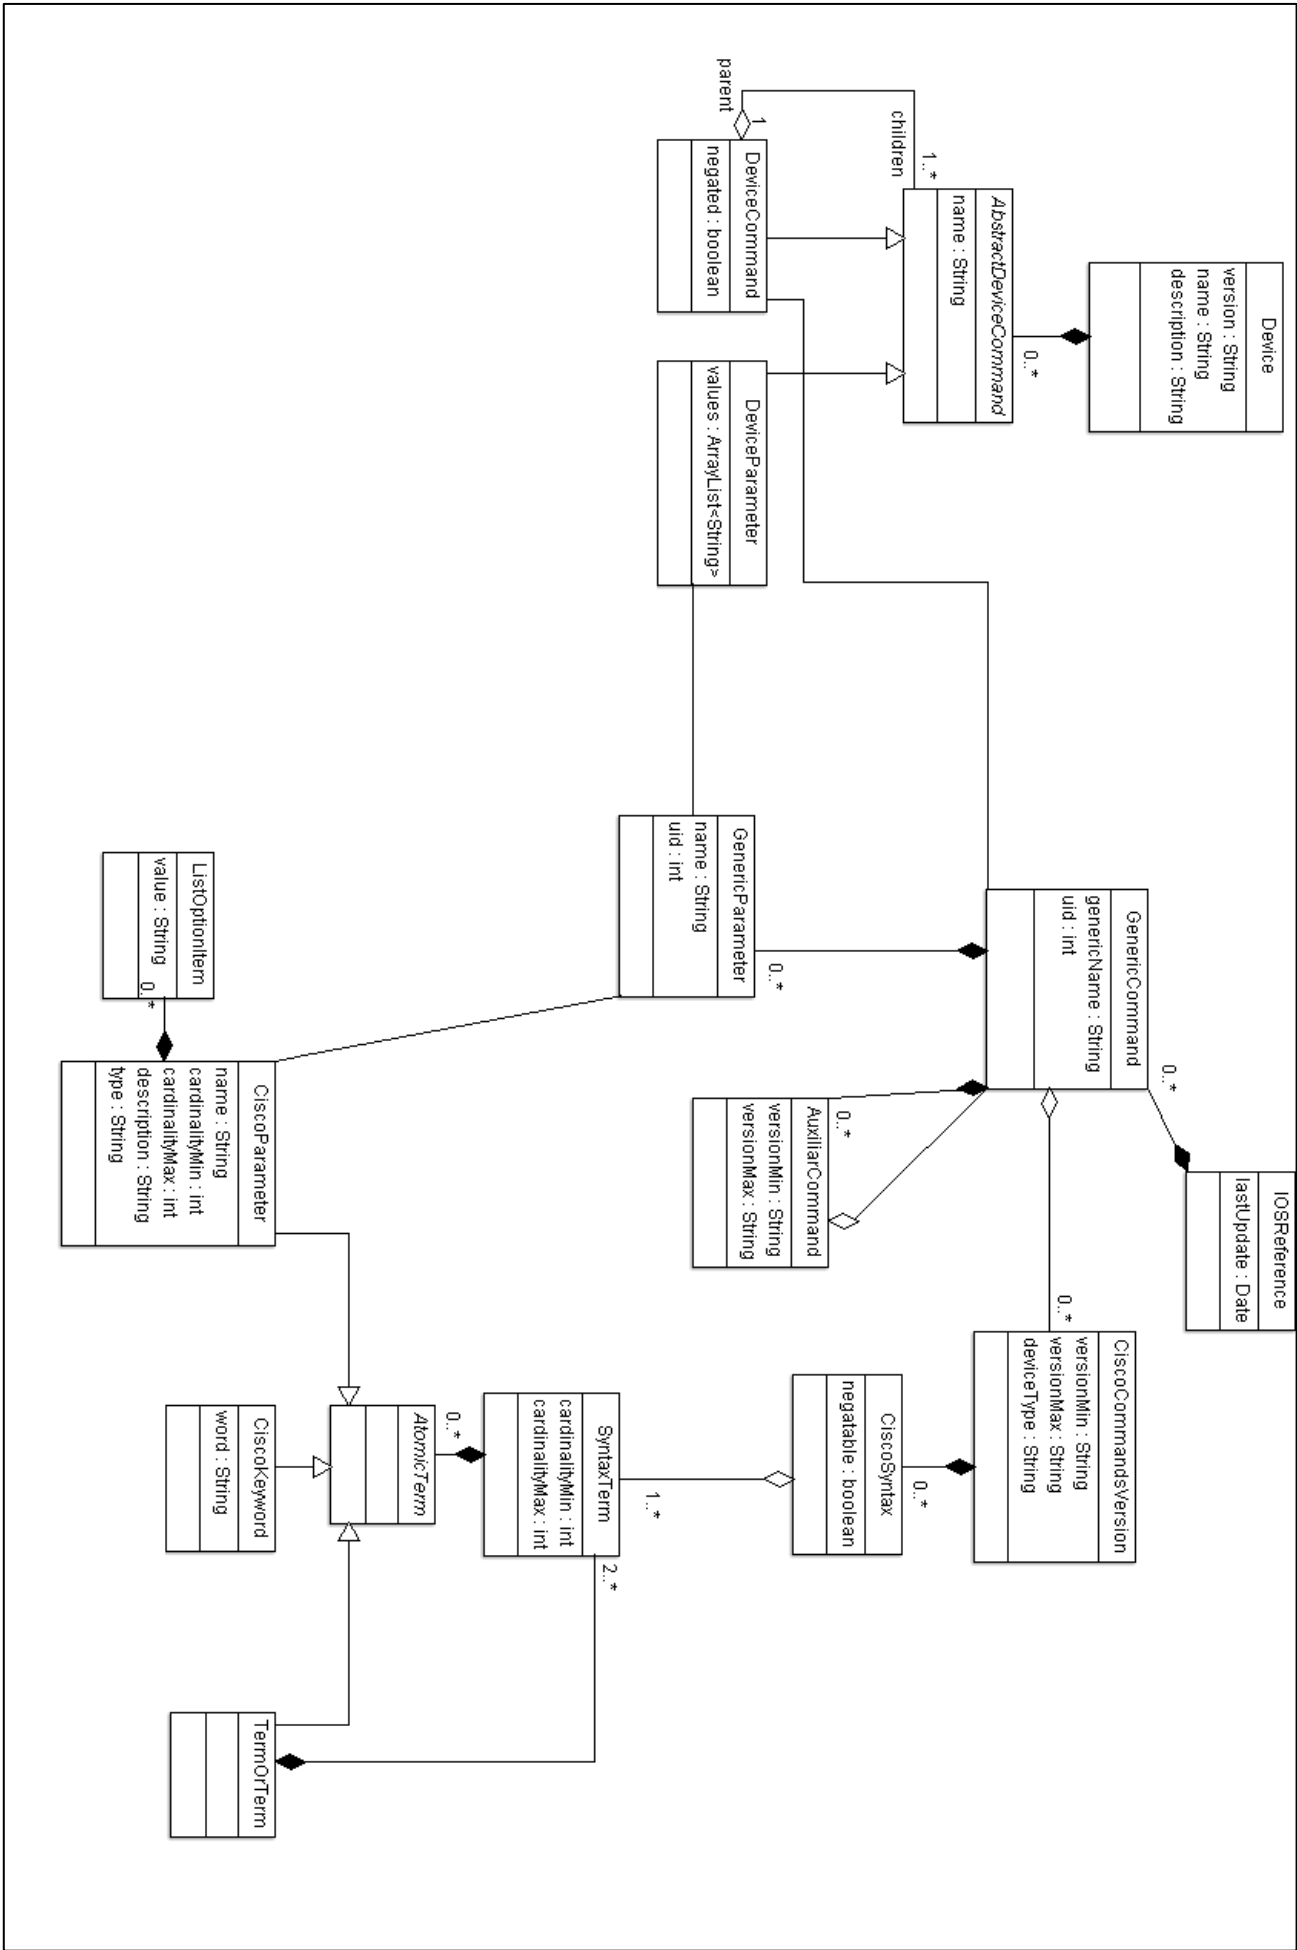 Device
version : String
name : String
description : String
0..*
AbstractDeviceCommand
name : String
1..*
children
1
parent
DeviceCommand
negated : boolean
DeviceParameter
values : ArrayList<String>
IOSReference
lastUpdate : Date
0..*
GenericCommand
genericName : String
uid : int
0..*
GenericParameter
name : String
uid : int
0..*
AuxiliarCommand
versionMin : String
versionMax : String
0..*
CiscoCommandsVersion
versionMin : String
versionMax : String
deviceType : String
0..*
CiscoSyntax
negatable : boolean
1..*
SyntaxTerm
cardinalityMin : int
cardinalityMax : int
2..*
0..*
AtomicTerm
ListOptionItem
value : String
0..*
CiscoParameter
name : String
cardinalityMin : int
cardinalityMax : int
description : String
type : String
CiscoKeyword
word : String
TermOrTerm